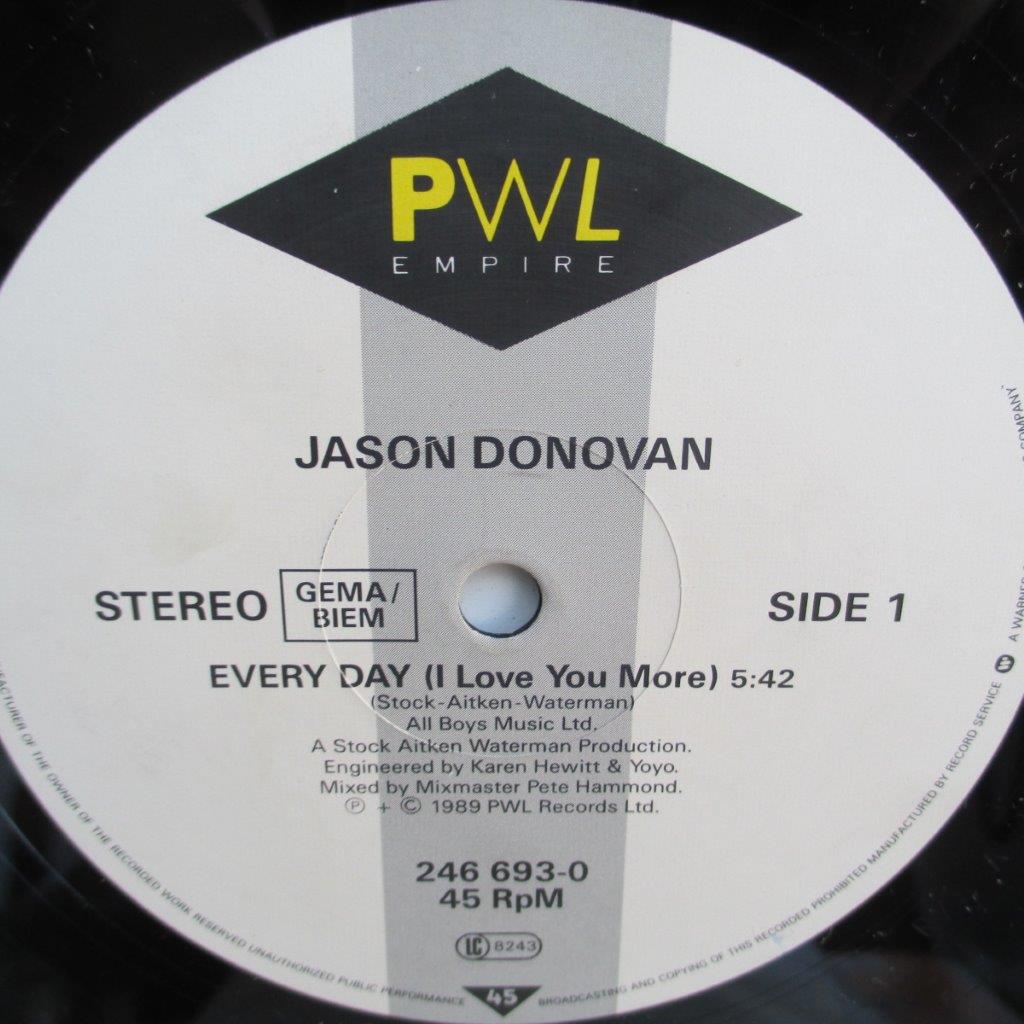 PWL
EMPIRE
JASON DONOVAN
STEREO
GEMA/
BIEM
SIDE 1
EVERY DAY (I Love You More) 5:42
(Stock-Aitken-Waterman)
All Boys Music Ltd.
A Stock Aitken Waterman Production.
Engineered by Karen Hewitt & Yoyo.
Mixed by Mixmaster Pete Hammond.
Ⓟ + © 1989 PWL Records Ltd.
246 693-0
45 RpM
LC 8243
OF THE OWNER OF THE RECORDED WORK RESERVED UNAUTHORIZED PUBLIC PERFORMANCE
45
BROADCASTING AND COPYING OF THIS RECORDED PROHIBITED MANUFACTURED BY RECORD SERVICE
A WARNER
COMPANY